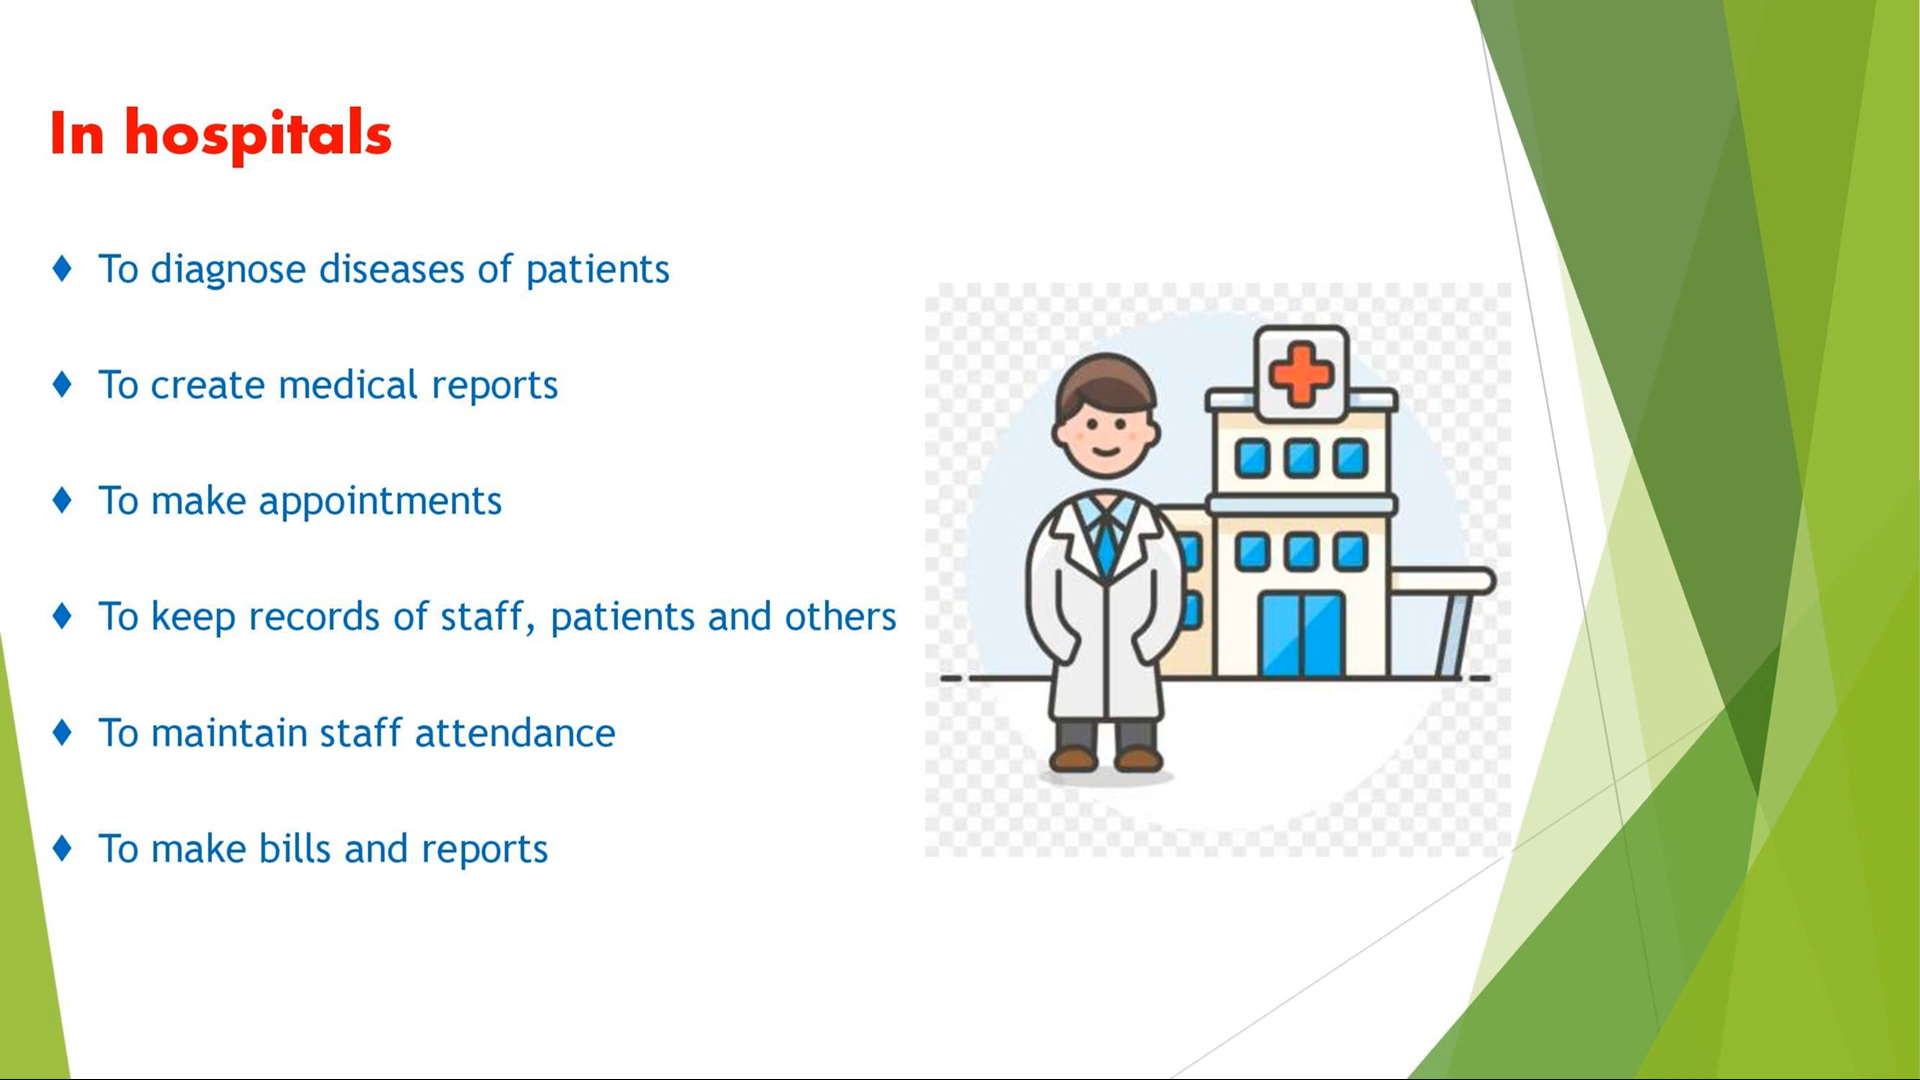 In hospitals
♦ To diagnose diseases of patients
♦ To create medical reports
♦ To make appointments
♦ To keep records of staff, patients and others
♦ To maintain staff attendance
♦ To make bills and reports